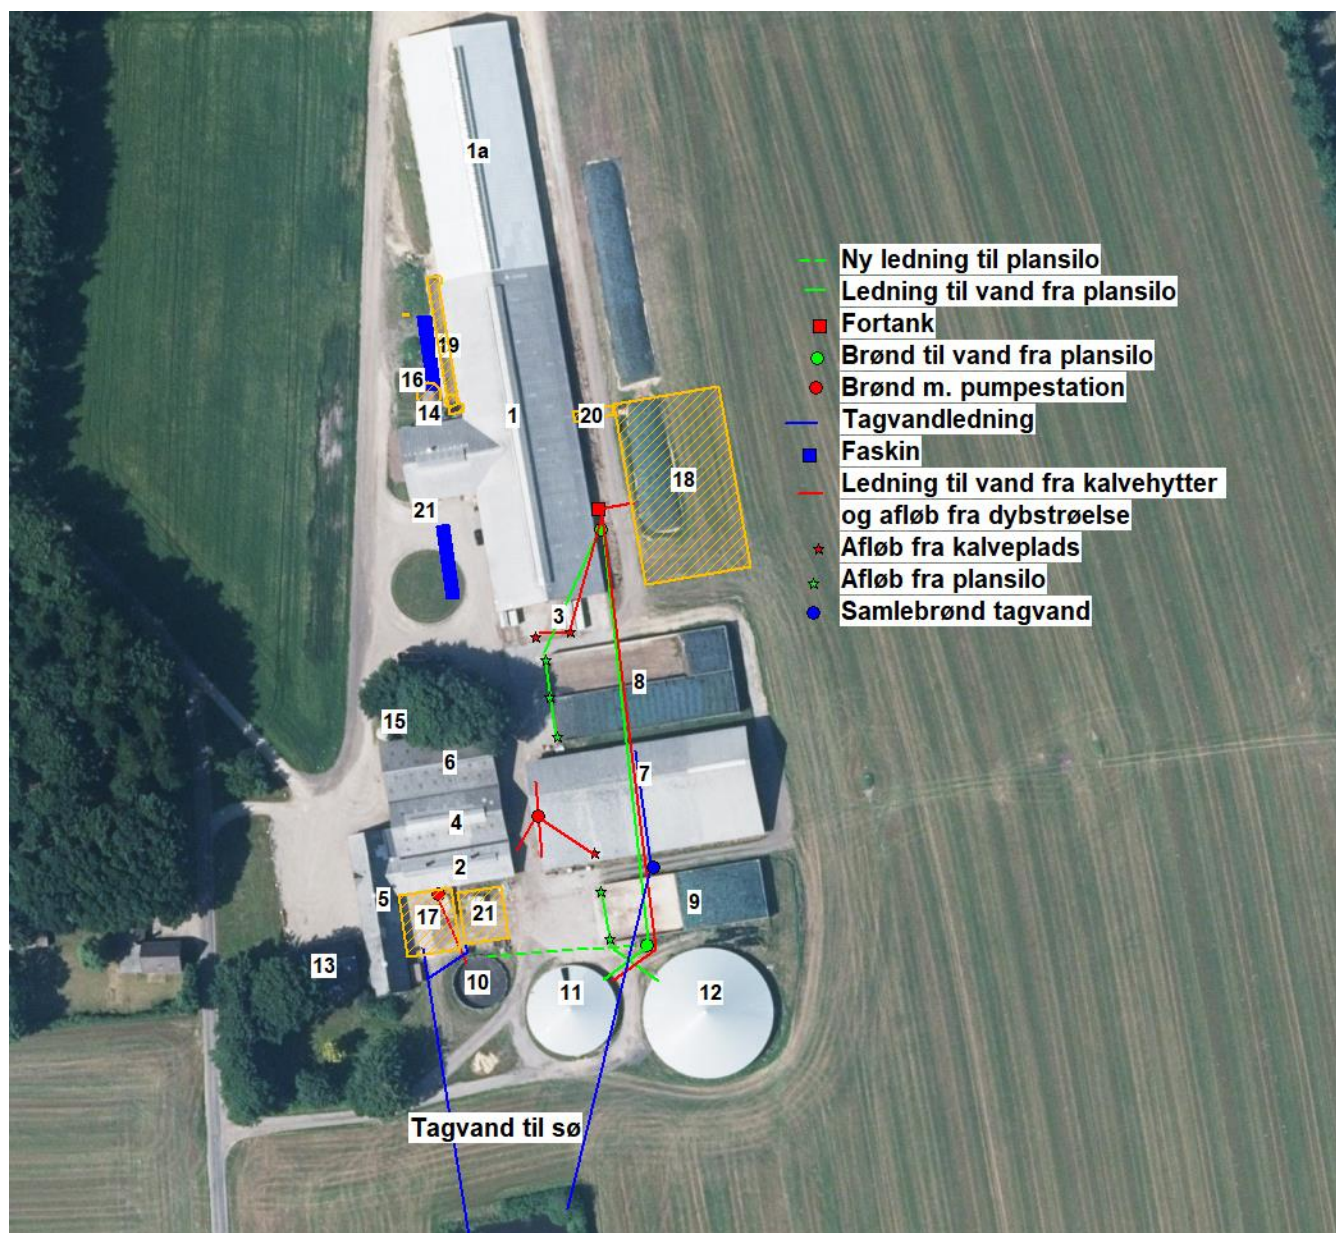 1a
Ny ledning til plansilo
Ledning til vand fra plansilo
Fortank
19
Brønd til vand fra plansilo
16
Brønd m. pumpestation
14
1
20
Tagvandledning
Faskin
18
Ledning til vand fra kalvehytter
og afløb fra dybstrøelse
21
Afløb fra kalveplads
Afløb fra plansilo
Samlebrønd tagvand
3
8
15
6
7
4
2
5
17
21
9
13
10
11
12
Tagvand til sø